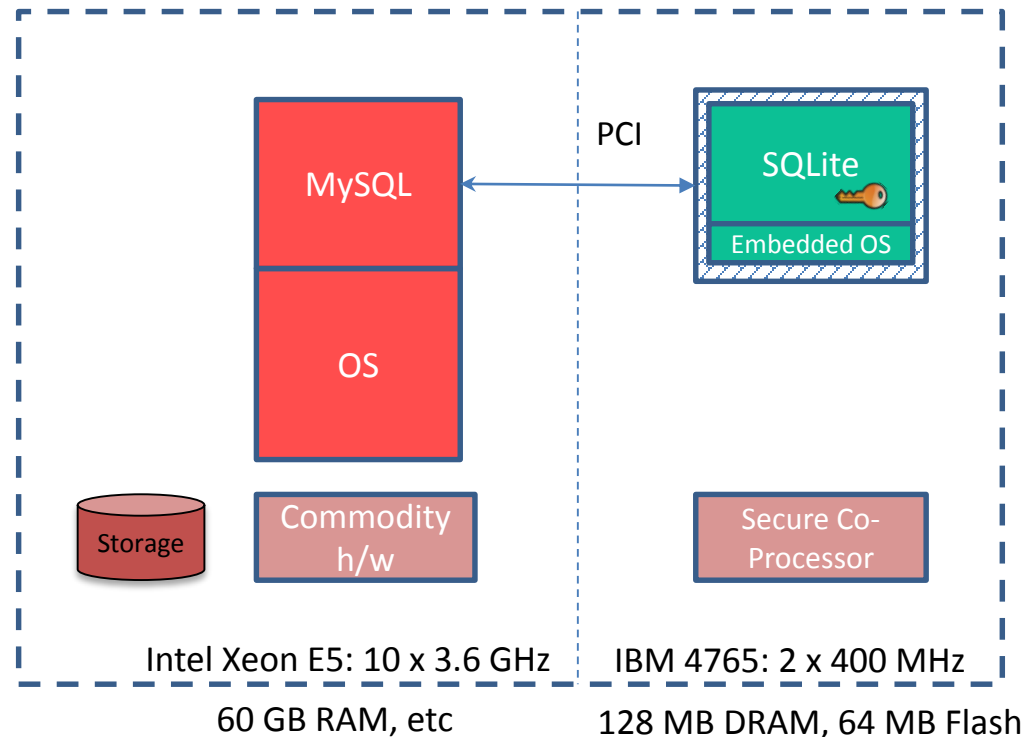 PCI
MySQL
SQLite
Embedded OS
OS
Storage
Commodity
h/w
Secure Co-
Processor
Intel Xeon E5: 10 x 3.6 GHz
IBM 4765: 2 x 400 MHz
60 GB RAM, etc
128 MB DRAM, 64 MB Flash